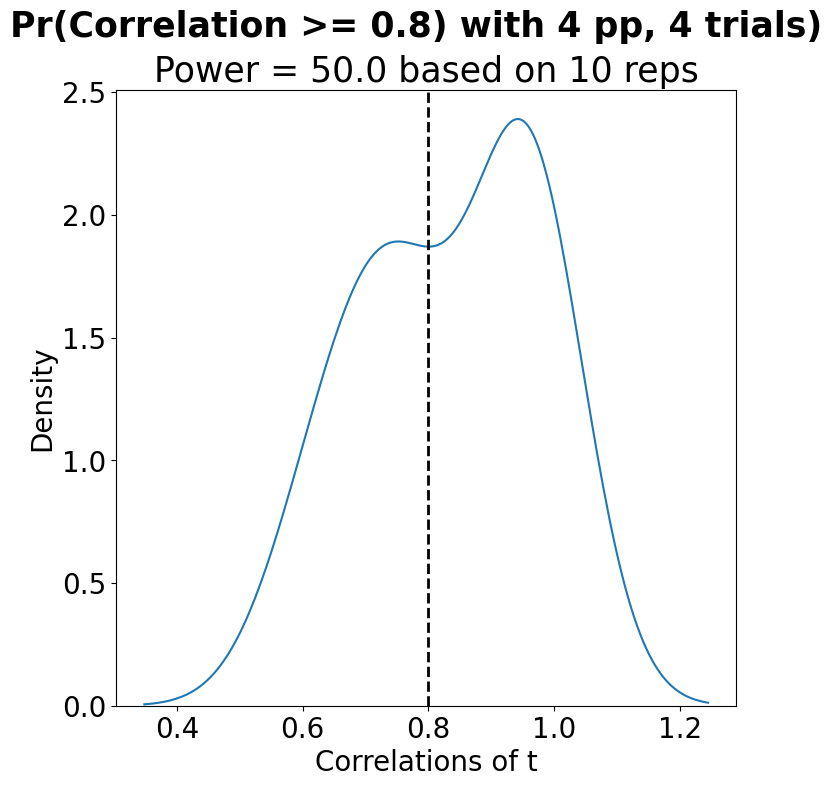 Pr(Correlation >= 0.8) with 4 pp, 4 trials)
Power = 50.0 based on 10 reps
2.5
2.0
1.5
1.0
0.5
0.0
Density
0.4 0.6 0.8 1.0 1.2
Correlations of t